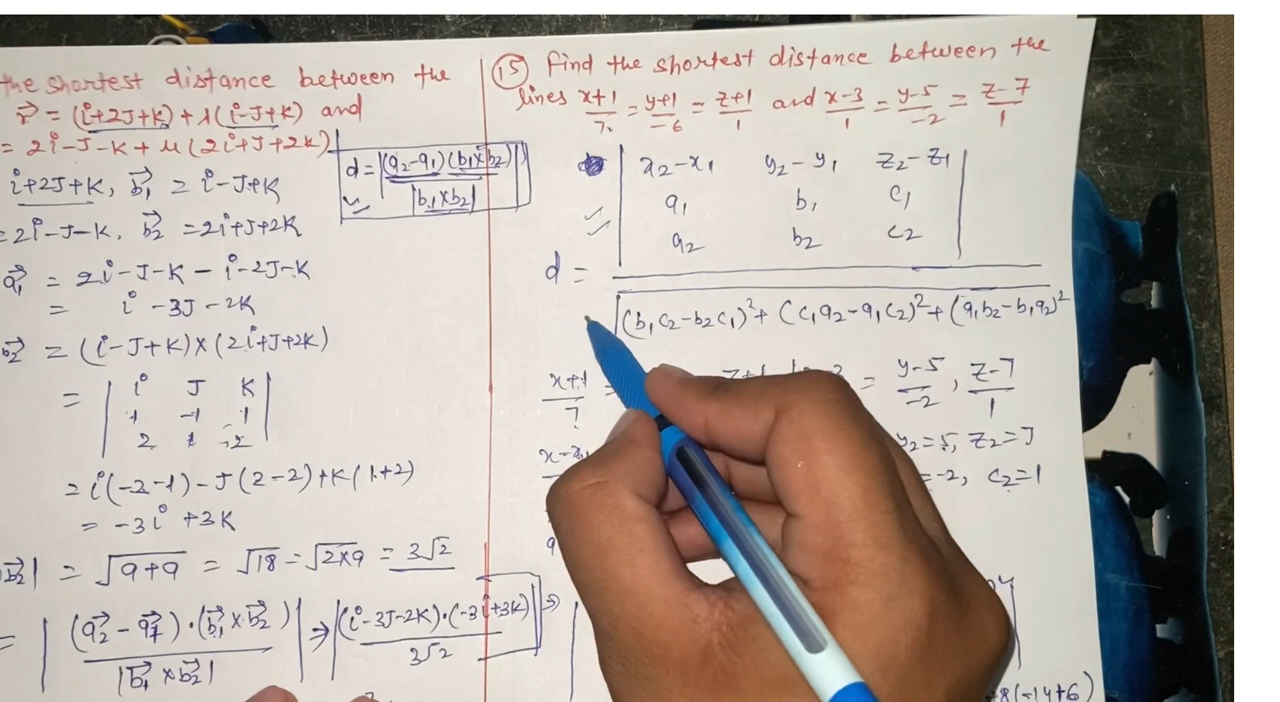 the shortest distance between the
r⃗ = (i+2J+K) + λ(i-J+K) and
= 2i-J-K+μ(2i+J+2K)
d = |(a2-a1)(b1×b2)|
|b1×b2|
i+2J+K, b⃗1 = i-J+K
= 2i-J-K, b⃗2 = 2i+J+2K
a⃗1 = 2i-J-K - i-2J-K
= i-3J-2K
b⃗2 = (i-J+K)×(2i+J+2K)
= | i J K |
1 -1 1
2 1 2
= i(-2-1) - J(2-2) + K(1+2)
= -3i +3K
b⃗2| = √9+9 = √18 = √2×9 = 3√2
= | (a⃗2 - a⃗1)·(b⃗1×b⃗2) | ⇒ |(i-3J-2K)·(-3i+3K)| ⇒
|b⃗1×b⃗2| 3√2
15 Find the shortest distance between the
lines x+1/7 = y+1/-6 = z+1/1 and x-3/1 = y-5/-2 = z-7/1
x2-x1 y2-y1 z2-z1
a1 b1 c1
a2 b2 c2
d =
√(b1c2-b2c1)²+(c1a2-a1c2)²+(a1b2-b1a2)²
x+1/7 = z+1 = y-5/-2, z-7/1
y2=5, z2=7
=-2, c2=1
8(-14+6)